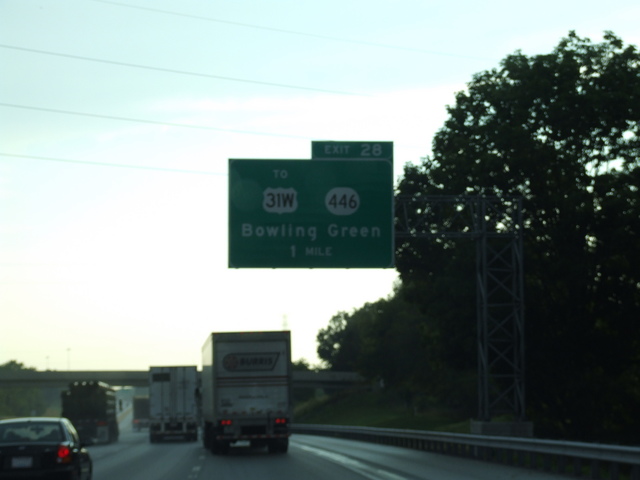 EXIT 28
TO
31W 446
Bowling Green
1 MILE